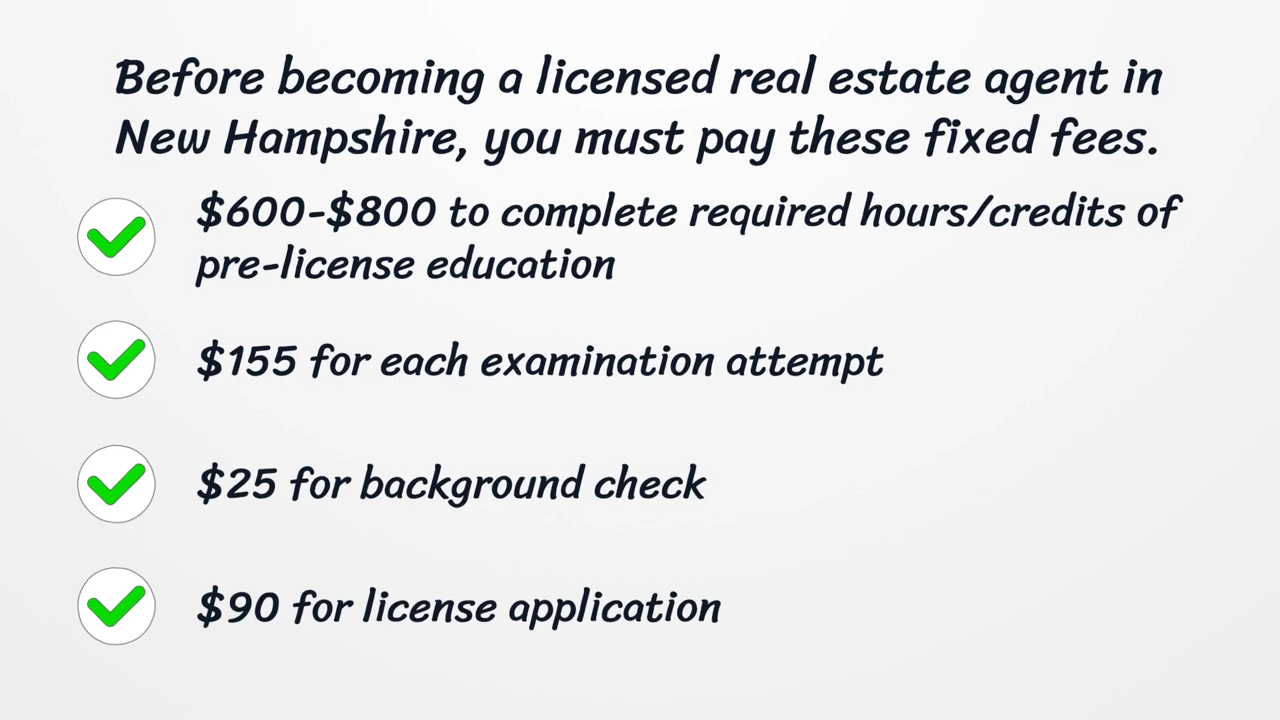 Before becoming a licensed real estate agent in
New Hampshire, you must pay these fixed fees.
$600-$800 to complete required hours/credits of
pre-license education
$155 for each examination attempt
$25 for background check
$90 for license application